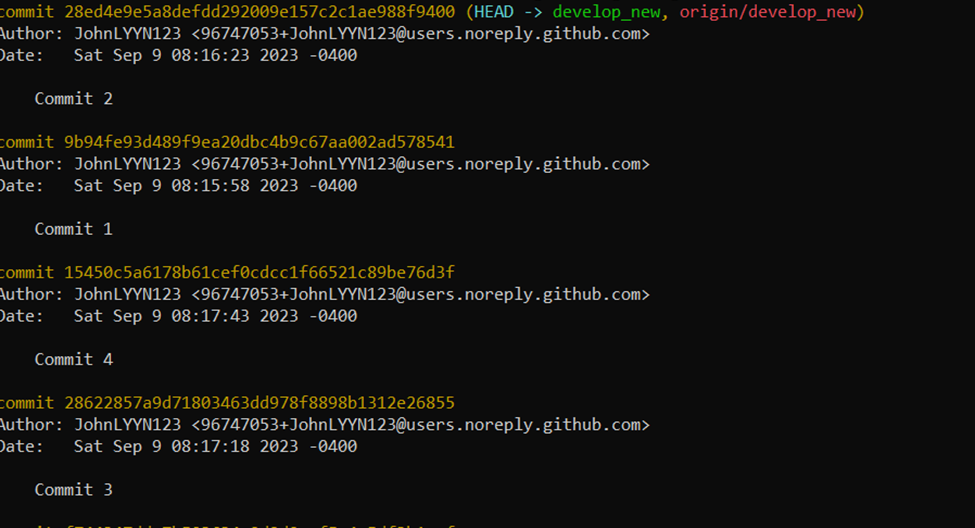 commit 28ed4e9e5a8defdd292009e157c2c1ae988f9400 (HEAD -> develop_new, origin/develop_new)
Author: JohnLYYN123 <96747053+JohnLYYN123@users.noreply.github.com>
Date: Sat Sep 9 08:16:23 2023 -0400
Commit 2
commit 9b94fe93d489f9ea20dbc4b9c67aa002ad578541
Author: JohnLYYN123 <96747053+JohnLYYN123@users.noreply.github.com>
Date: Sat Sep 9 08:15:58 2023 -0400
Commit 1
commit 15450c5a6178b61cef0cdcc1f66521c89be76d3f
Author: JohnLYYN123 <96747053+JohnLYYN123@users.noreply.github.com>
Date: Sat Sep 9 08:17:43 2023 -0400
Commit 4
commit 28622857a9d71803463dd978f8898b1312e26855
Author: JohnLYYN123 <96747053+JohnLYYN123@users.noreply.github.com>
Date: Sat Sep 9 08:17:18 2023 -0400
Commit 3